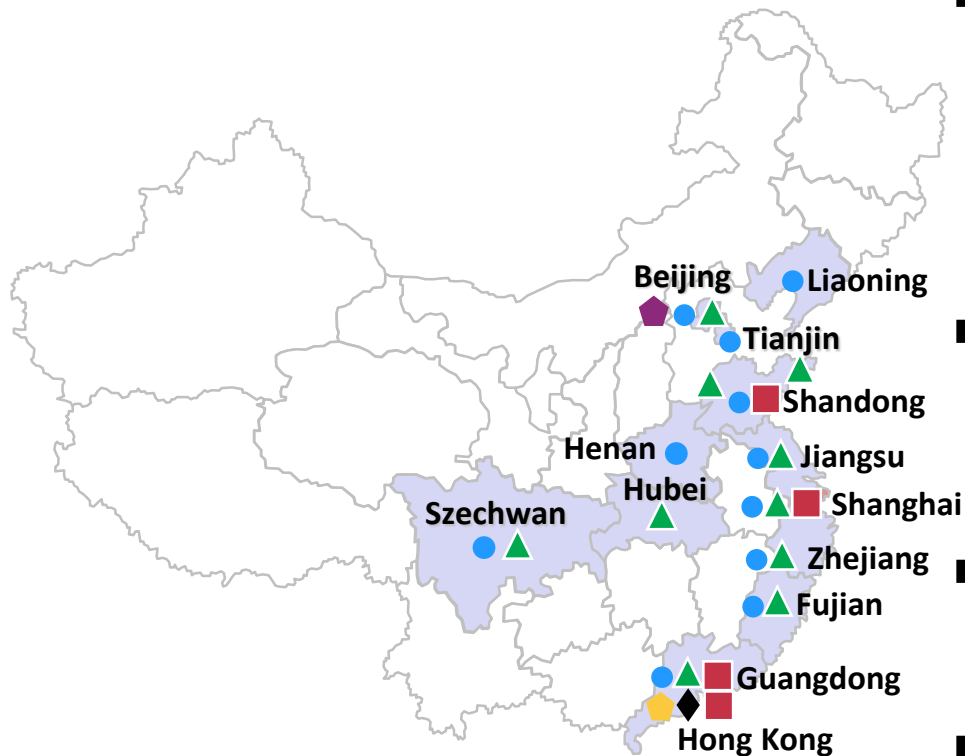 Beijing
Liaoning
Tianjin
Shandong
Henan
Jiangsu
Hubei
Shanghai
Szechwan
Zhejiang
Fujian
Guangdong
Hong Kong